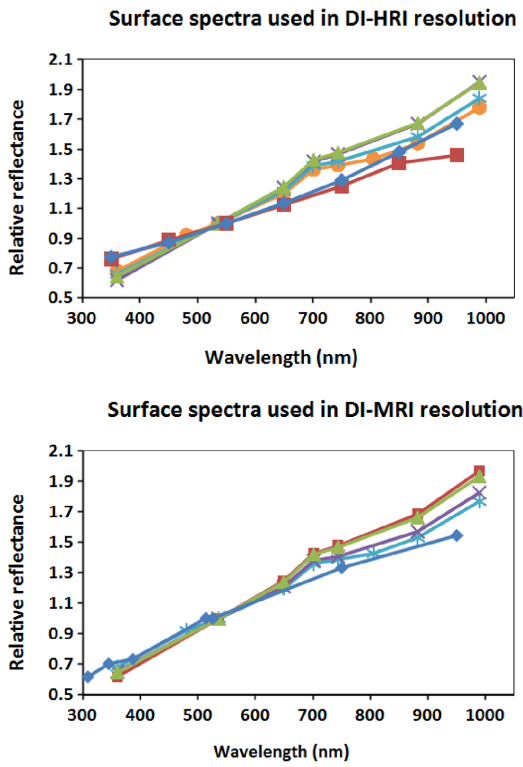 Surface spectra used in DI-HRI resolution
2.1
1.9
1.7
1.5
1.3
1.1
0.9
0.7
0.5
Relative reflectance
300 400 500 600 700 800 900 1000
Wavelength (nm)
Surface spectra used in DI-MRI resolution
2.1
1.9
1.7
1.5
1.3
1.1
0.9
0.7
0.5
Relative reflectance
300 400 500 600 700 800 900 1000
Wavelength (nm)